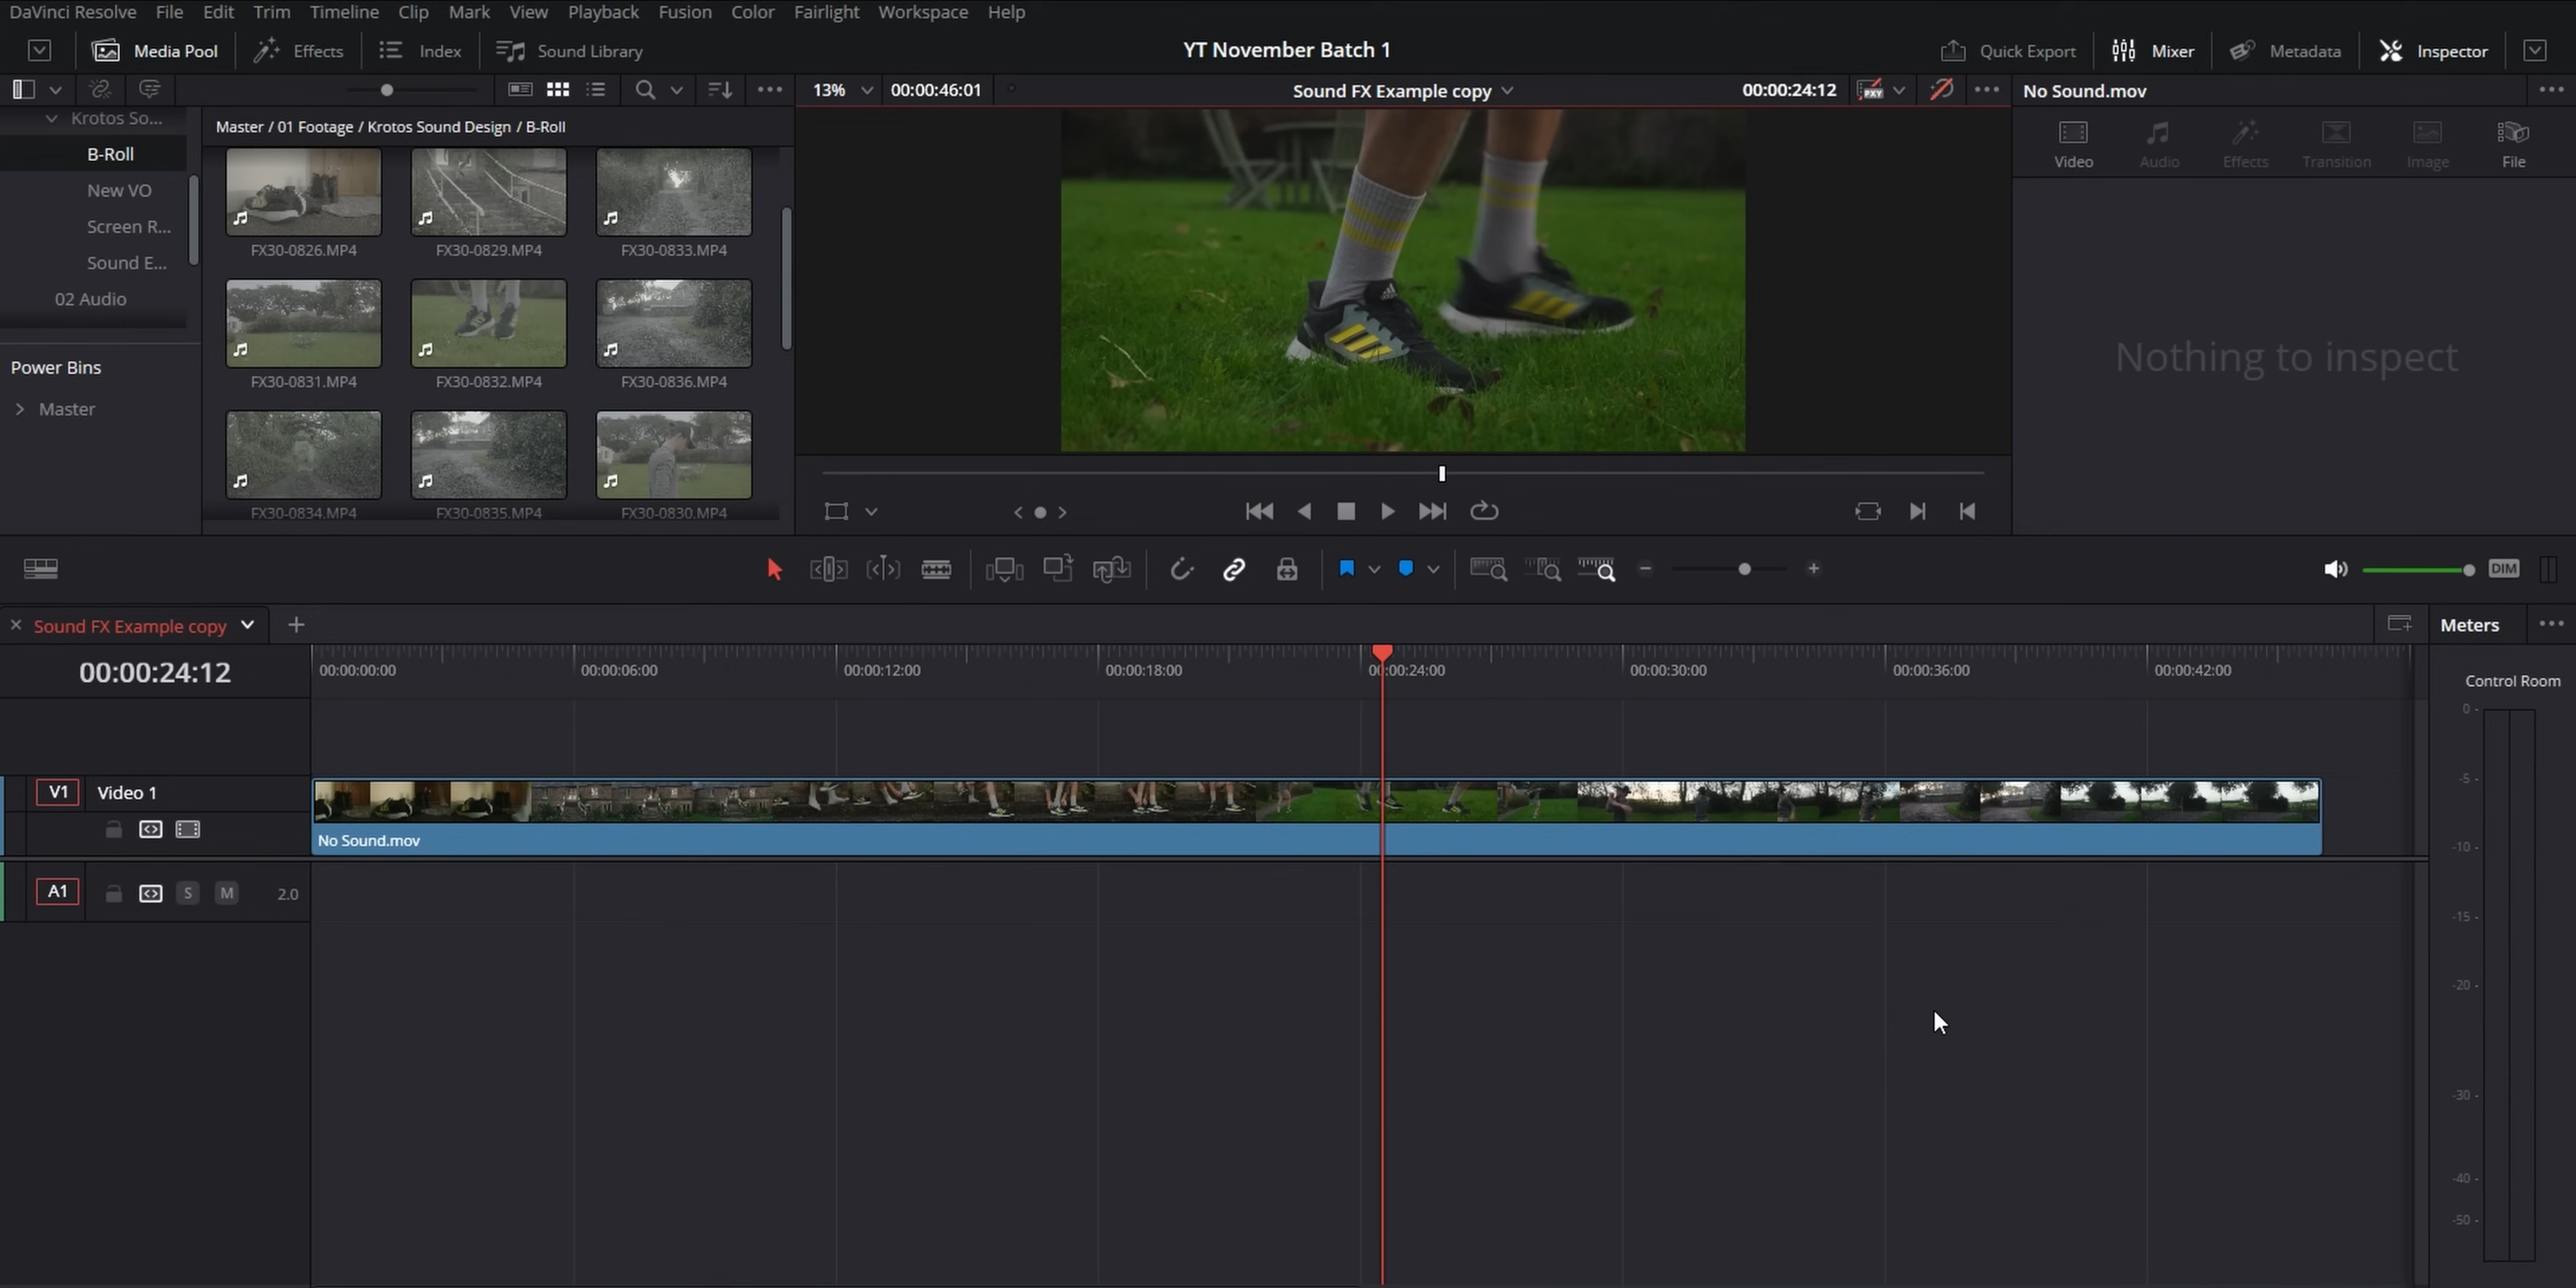 DaVinci Resolve File Edit Trim Timeline Clip Mark View Playback Fusion Color Fairlight Workspace Help
Media Pool Effects Index Sound Library YT November Batch 1 Quick Export Mixer Metadata Inspector
13% 00:00:46:01 Sound FX Example copy 00:00:24:12 PXY No Sound.mov
Krotos So... Master / 01 Footage / Krotos Sound Design / B-Roll
B-Roll
New VO
Screen R...
Sound E...
02 Audio
Power Bins
Master
FX30-0826.MP4 FX30-0829.MP4 FX30-0833.MP4
FX30-0831.MP4 FX30-0832.MP4 FX30-0836.MP4
FX30-0834.MP4 FX30-0835.MP4 FX30-0830.MP4
Video Audio Effects Transition Image File
Nothing to inspect
DIM
Sound FX Example copy Meters
00:00:24:12 00:00:00:00 00:00:06:00 00:00:12:00 00:00:18:00 00:00:24:00 00:00:30:00 00:00:36:00 00:00:42:00
Control Room
V1 Video 1
No Sound.mov
A1 S M 2.0
0
-5
-10
-15
-20
-30
-40
-50